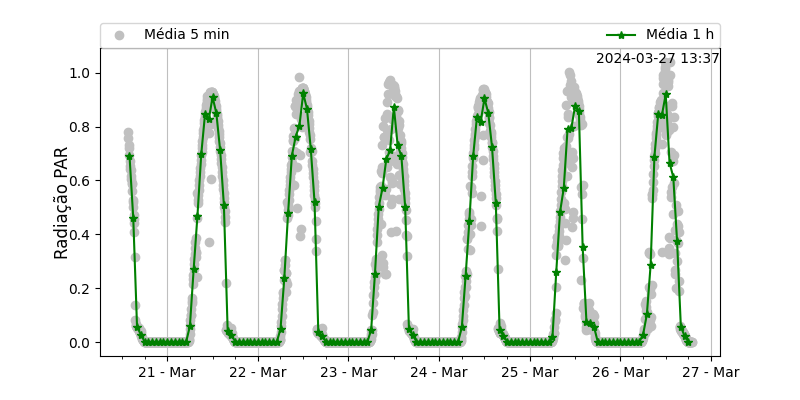 Média 5 min
Média 1 h
2024-03-27 13:37
Radiação PAR
1.0
0.8
0.6
0.4
0.2
0.0
21 - Mar
22 - Mar
23 - Mar
24 - Mar
25 - Mar
26 - Mar
27 - Mar